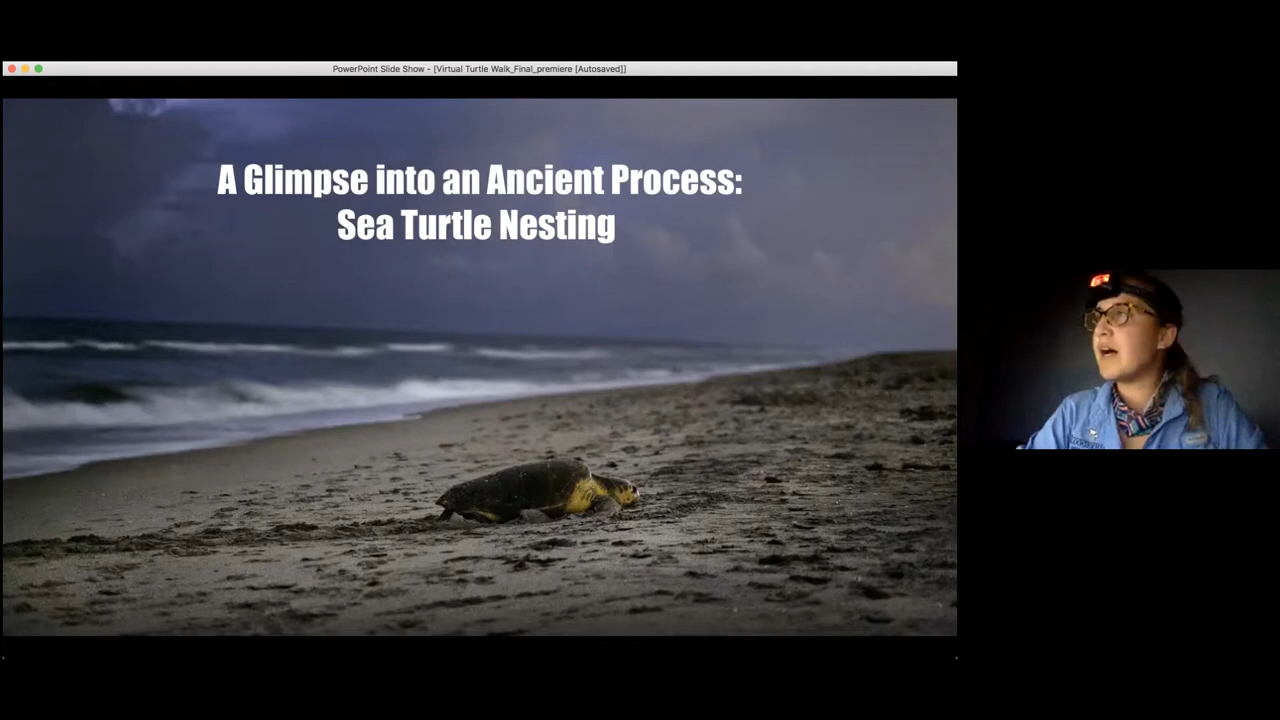 PowerPoint Slide Show - [Virtual Turtle Walk_Final_premiere [Autosaved]]
A Glimpse into an Ancient Process:
Sea Turtle Nesting